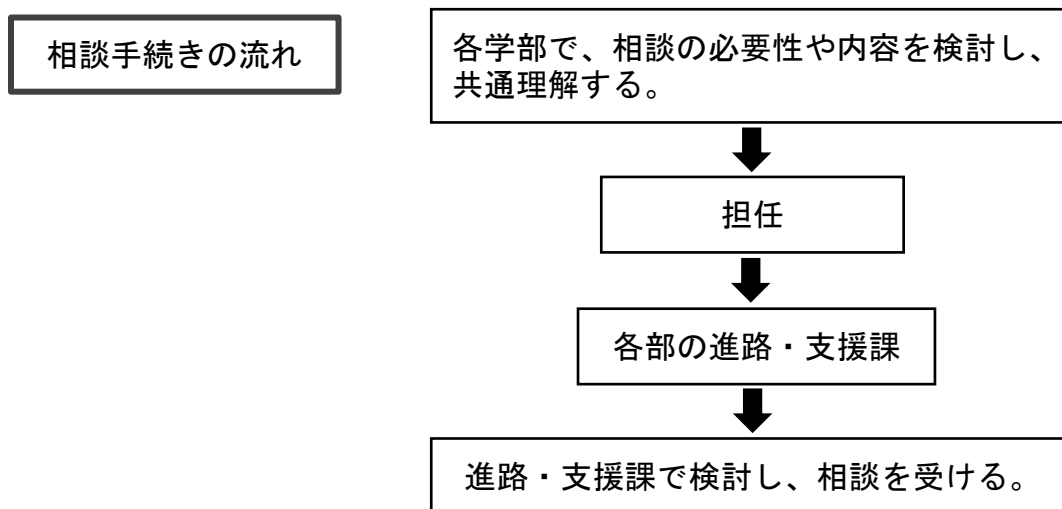 相談手続きの流れ
各学部で、相談の必要性や内容を検討し、
共通理解する。
担任
各部の進路・支援課
進路・支援課で検討し、相談を受ける。